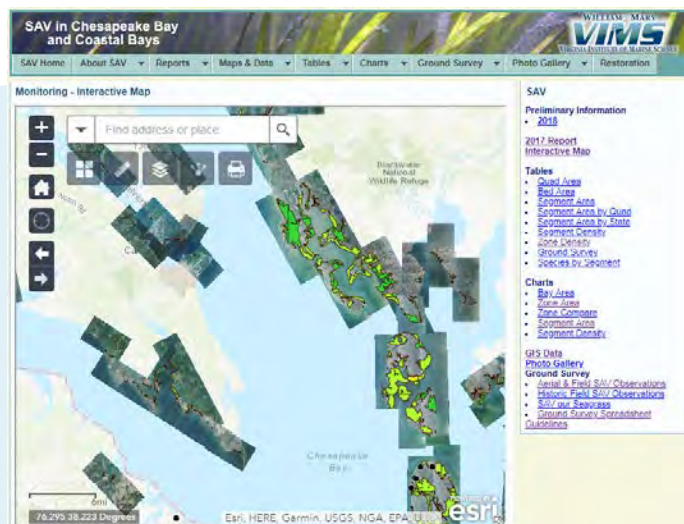 SAV in Chesapeake Bay
and Coastal Bays
WILLIAM & MARY
VIMS
VIRGINIA INSTITUTE OF MARINE SCIENCE
SAV Home About SAV Reports Maps & Data Tables Charts Ground Survey Photo Gallery Restoration
Monitoring - Interactive Map
Find address or place
Blackwater
National
Wildlife Refuge
Chesapeake
Bay
6mi
76.295 38.223 Degrees
Esri, HERE, Garmin, USGS, NGA, EPA, U
esri
SAV
Preliminary Information
2018
2017 Report
Interactive Map
Tables
Quad Area
Bed Area
Segment Area
Segment Area by Quad
Segment Area by State
Segment Density
Zone Density
Ground Survey
Species by Segment
Charts
Bay Area
Zone Area
Zone Compare
Segment Area
Segment Density
GIS Data
Photo Gallery
Ground Survey
Aerial & Field SAV Observations
Historic Field SAV Observations
SAV our Seagrass
Ground Survey Spreadsheet
Guidelines